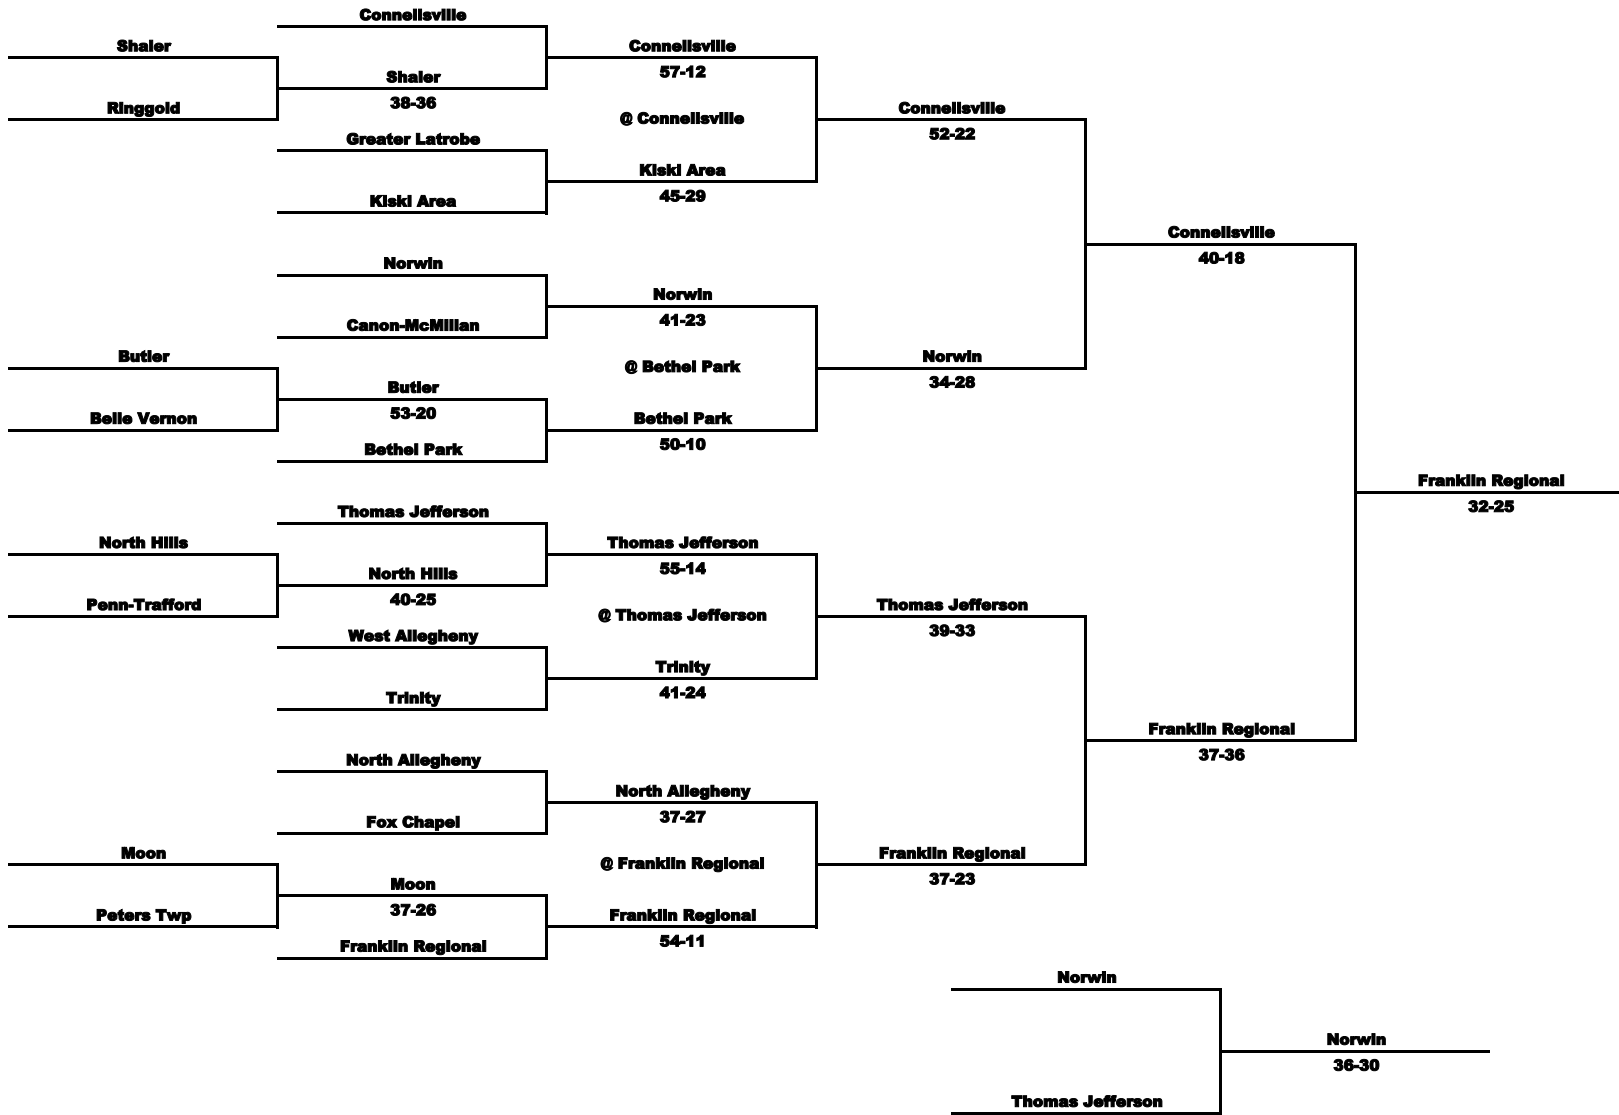 Connellsville
Shaler
Connellsville
57-12
Shaler
38-36
Ringgold
@ Connellsville
Connellsville
52-22
Greater Latrobe
Kiski Area
45-29
Kiski Area
Connellsville
40-18
Norwin
Norwin
41-23
Canon-McMillan
Butler
@ Bethel Park
Norwin
34-28
Butler
53-20
Belle Vernon
Bethel Park
50-10
Bethel Park
Franklin Regional
32-25
Thomas Jefferson
North Hills
Thomas Jefferson
55-14
North Hills
40-25
Penn-Trafford
@ Thomas Jefferson
Thomas Jefferson
39-33
West Allegheny
Trinity
41-24
Trinity
Franklin Regional
37-36
North Allegheny
North Allegheny
37-27
Fox Chapel
Moon
@ Franklin Regional
Franklin Regional
37-23
Moon
37-26
Peters Twp
Franklin Regional
54-11
Franklin Regional
Norwin
Norwin
36-30
Thomas Jefferson